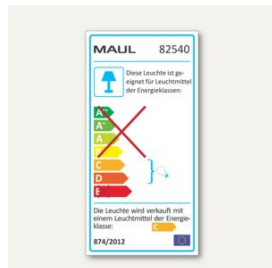 MAUL 82540
Diese Leuchte ist ge-
eignet für Leuchtmittel
der Energieklassen:
A++
A+
A
B
C
D
E
Die Leuchte wird verkauft mit
einem Leuchtmittel der Energie-
klasse: C
874/2012